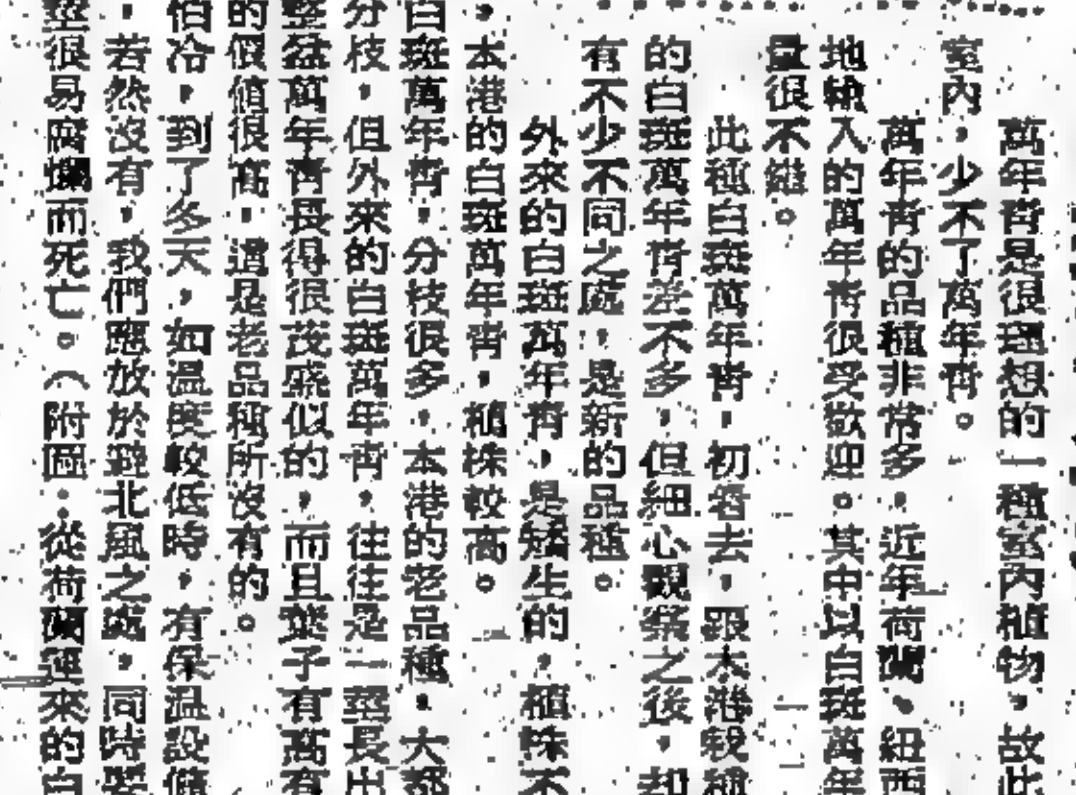 萬年青是很理想的一種室內植物，故此
室內，少不了萬年青。
萬年青的品種非常多，近年荷蘭、紐西
地輸入的萬年青很受歡迎。其中以白斑萬年
量很不繼。
此種白斑萬年青，初看去，跟本港栽植
的白斑萬年青差不多，但細心觀察之後，却
有不少不同之處，是新的品種。
外來的白斑萬年青，是矮生的，植株不
本港的白斑萬年青，植株較高。
白斑萬年青，分枝很多，本港的老品種，大都
分枝，但外來的白斑萬年青，往往是一莖長出
整盆萬年青長得很茂盛似的，而且葉子有高有
的價值很高，這是老品種所沒有的。
怕冷，到了冬天，如温度較低時，有保温設備
，若然沒有，我們應放於避北風之處，同時要
莖很易腐爛而死亡。（附圖：從荷蘭運來的白